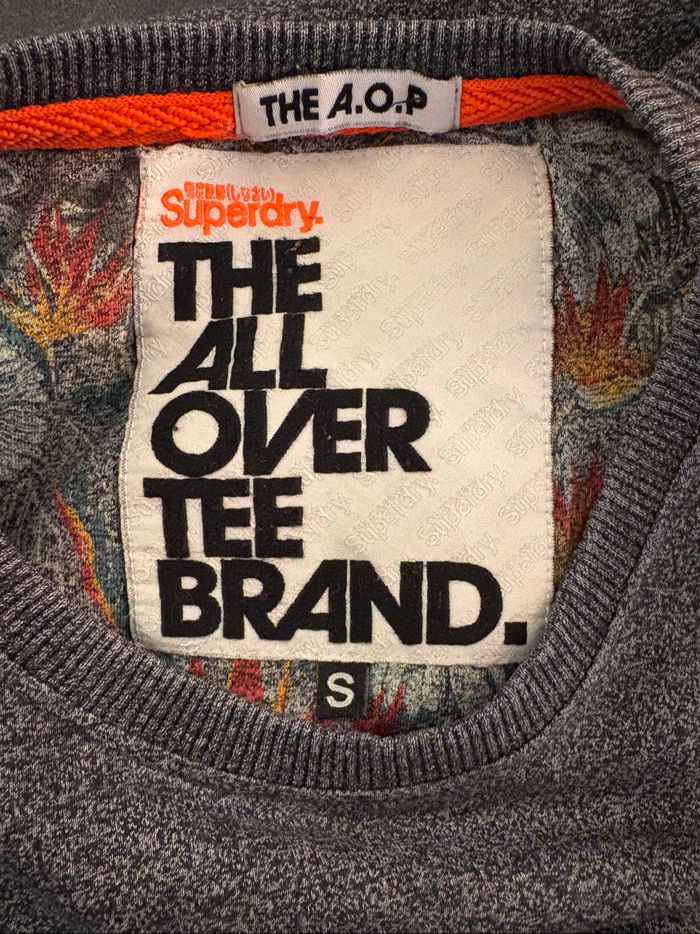 THE A.O.P
Superdry.
THE
ALL
OVER
TEE
BRAND.
S